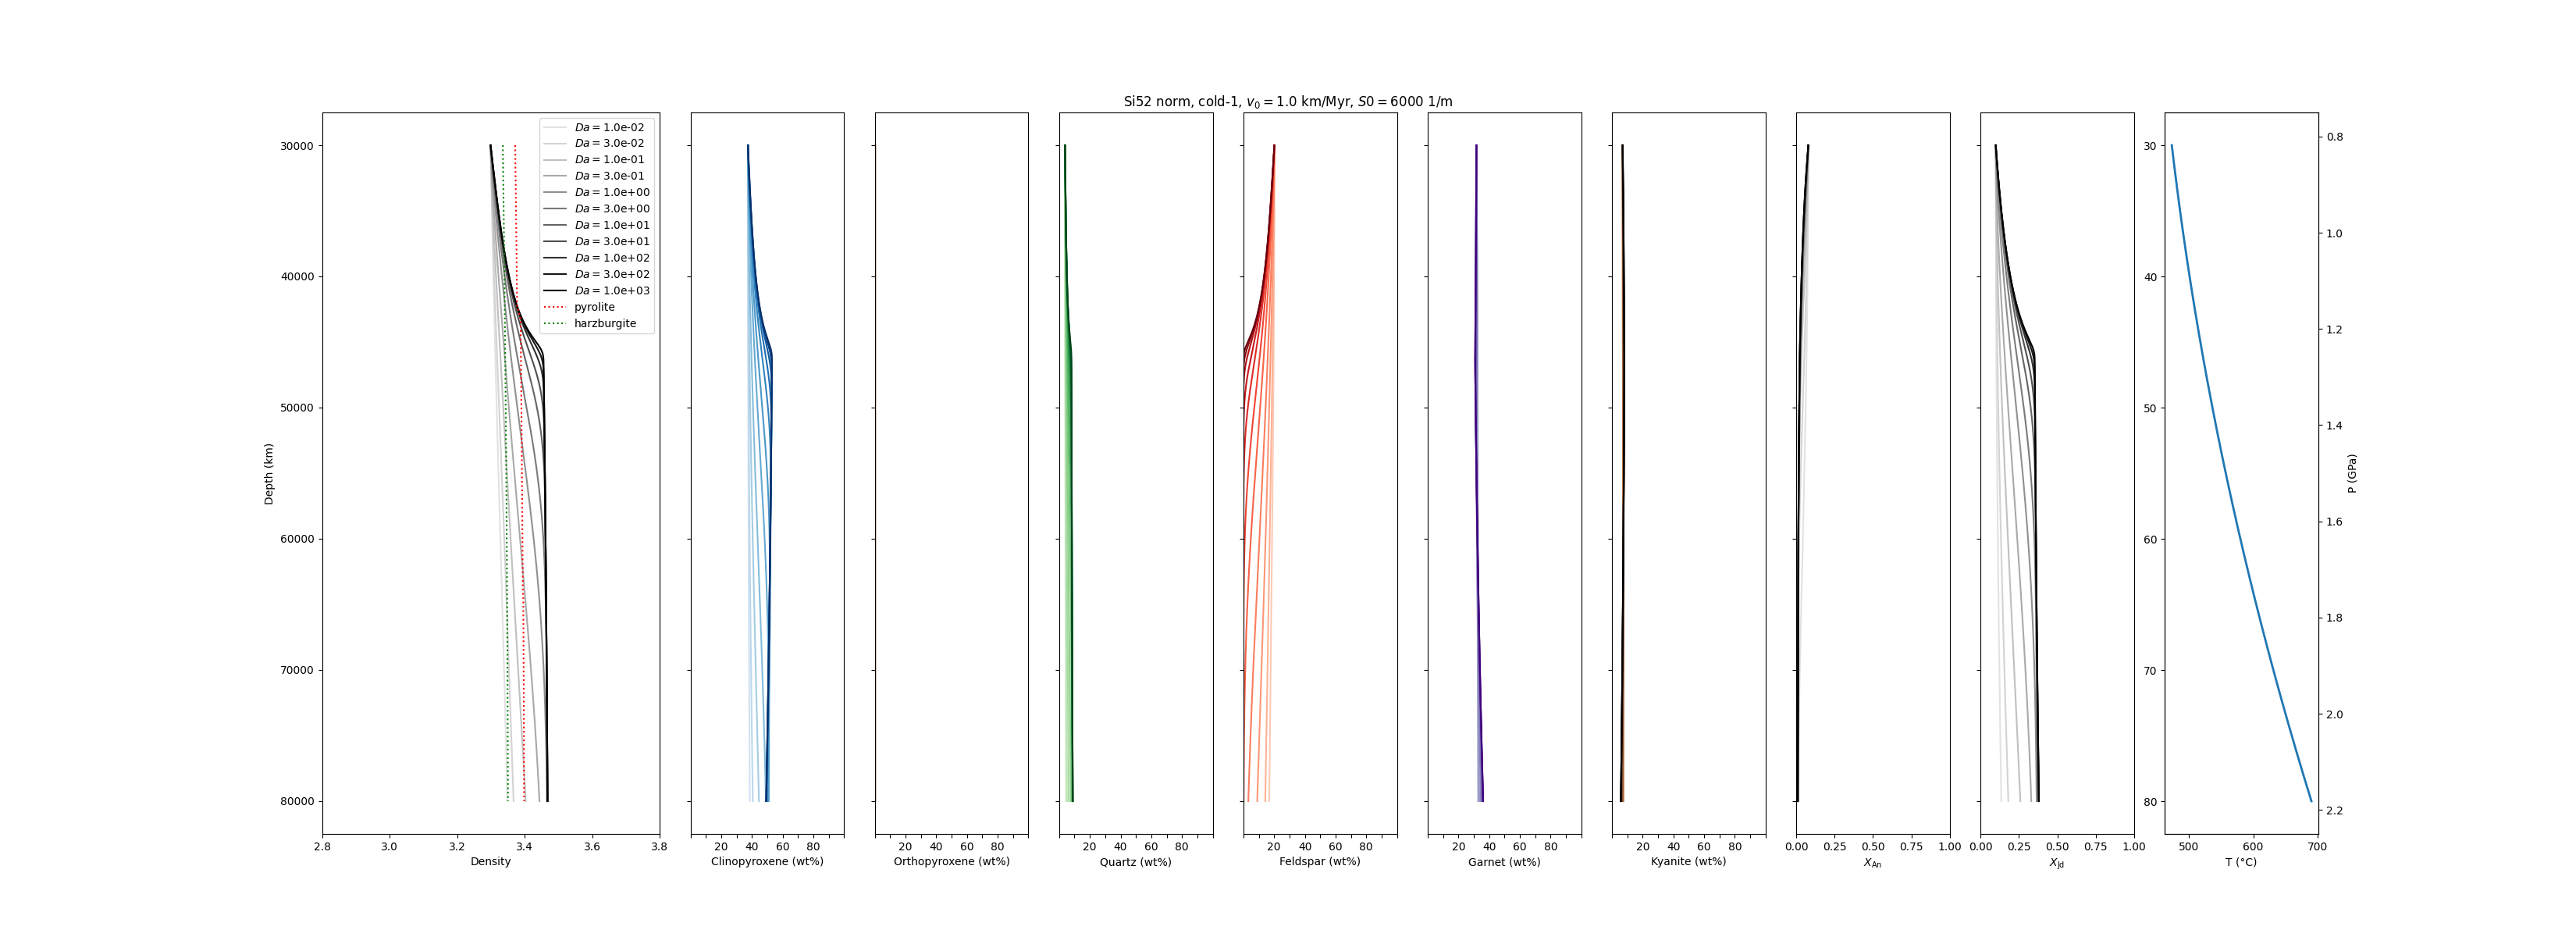 Si52 norm, cold-1, v₀ = 1.0 km/Myr, S0 = 6000 1/m
Da = 1.0e-02
Da = 3.0e-02
Da = 1.0e-01
Da = 3.0e-01
Da = 1.0e+00
Da = 3.0e+00
Da = 1.0e+01
Da = 3.0e+01
Da = 1.0e+02
Da = 3.0e+02
Da = 1.0e+03
pyrolite
harzburgite
Depth (km)
30000
40000
50000
60000
70000
80000
2.8 3.0 3.2 3.4 3.6 3.8
Density
20 40 60 80
Clinopyroxene (wt%)
20 40 60 80
Orthopyroxene (wt%)
20 40 60 80
Quartz (wt%)
20 40 60 80
Feldspar (wt%)
20 40 60 80
Garnet (wt%)
20 40 60 80
Kyanite (wt%)
0.00 0.25 0.50 0.75 1.00
X_An
0.00 0.25 0.50 0.75 1.00
X_Jd
30
40
50
60
70
80
500 600 700
T (°C)
0.8
1.0
1.2
1.4
1.6
1.8
2.0
2.2
P (GPa)